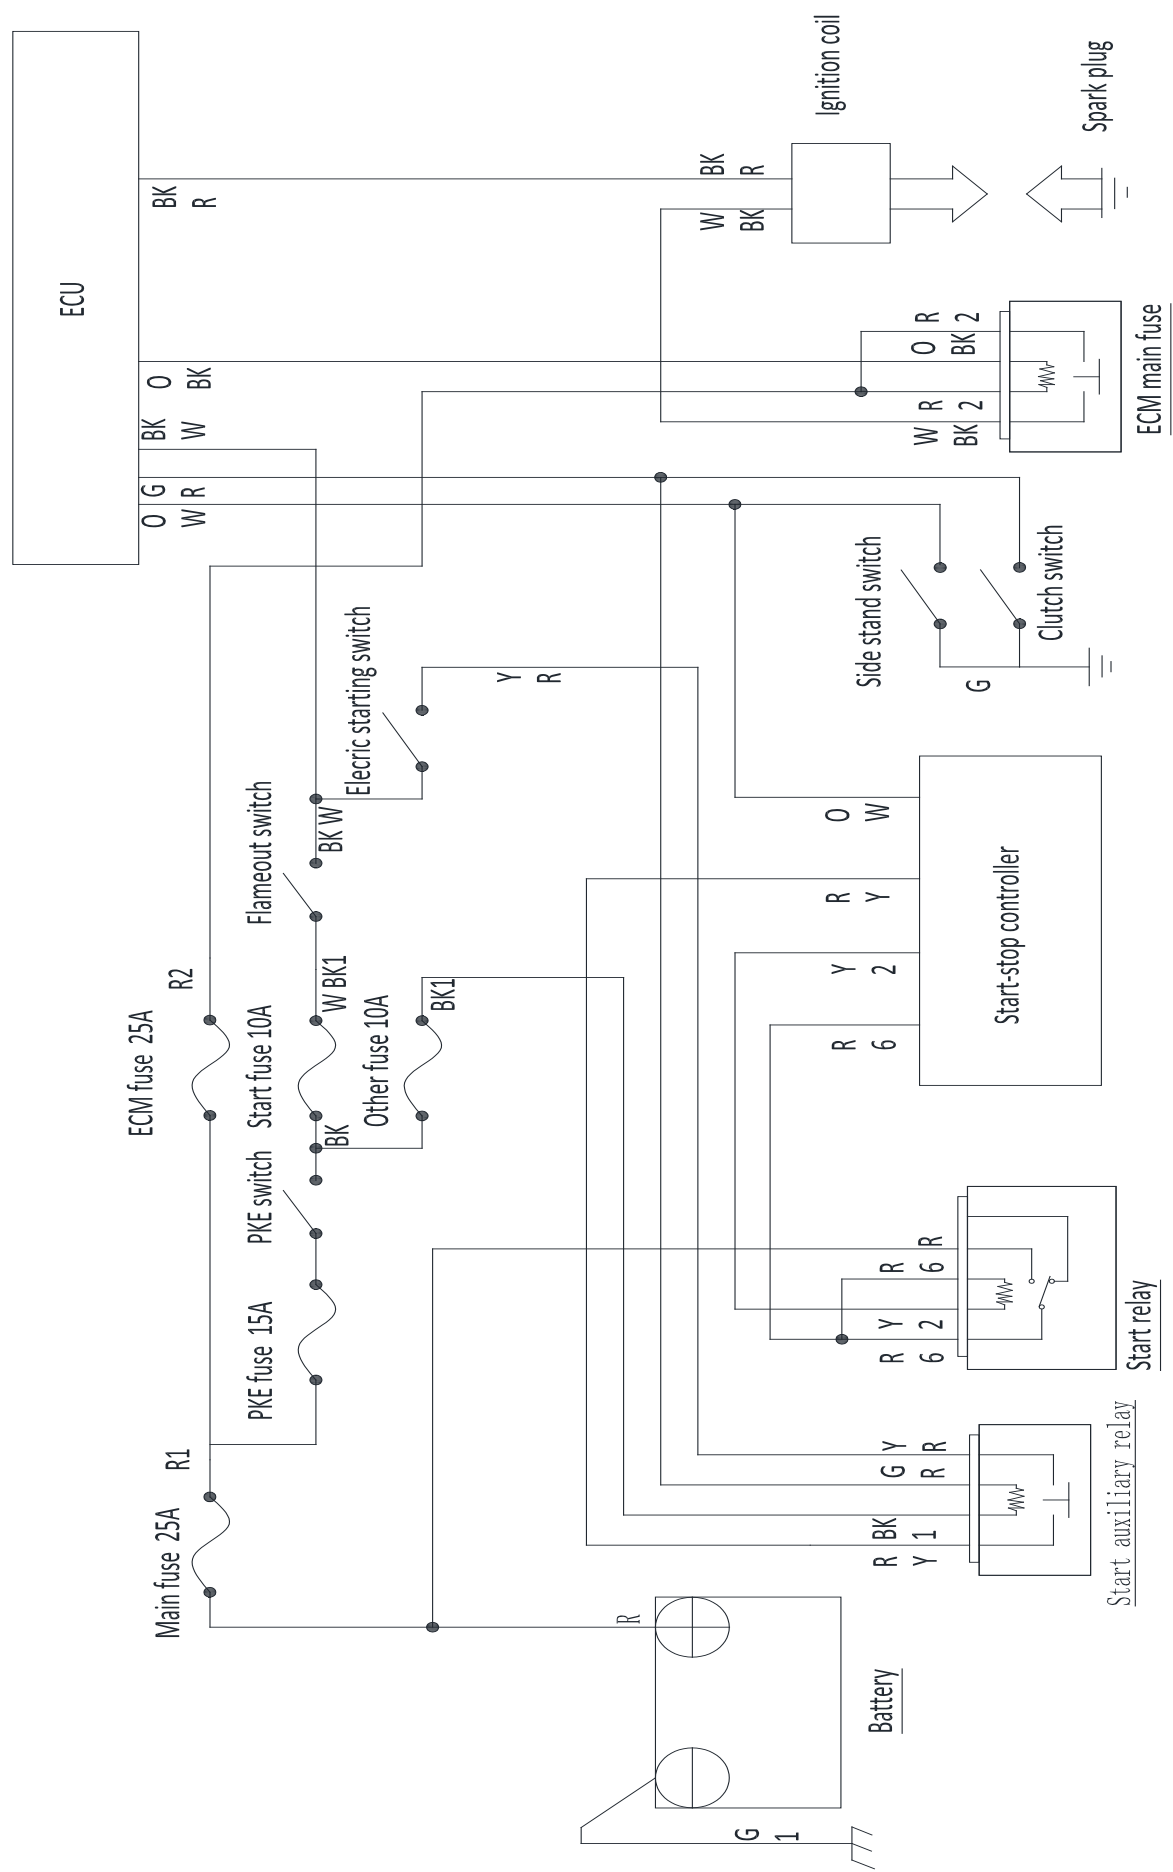 ECU
O
W
G
R
BK
W
O
BK
BK
R
Main fuse 25A
R1
ECM fuse 25A
R2
PKE fuse 15A
PKE switch
Start fuse 10A
Flameout switch
BK
W BK1
BK W
Other fuse 10A
BK1
Elecric starting switch
Y
R
R
BK
R
W
BK
Ignition coil
Spark plug
G
1
Battery
R
Y
BK
1
G
R
Y
R
Start auxiliary relay
R
6
Y
2
R
6
R
Start relay
R
6
Y
2
R
Y
O
W
Start-stop controller
Side stand switch
G
Clutch switch
W
BK
R
2
O
BK
R
2
ECM main fuse